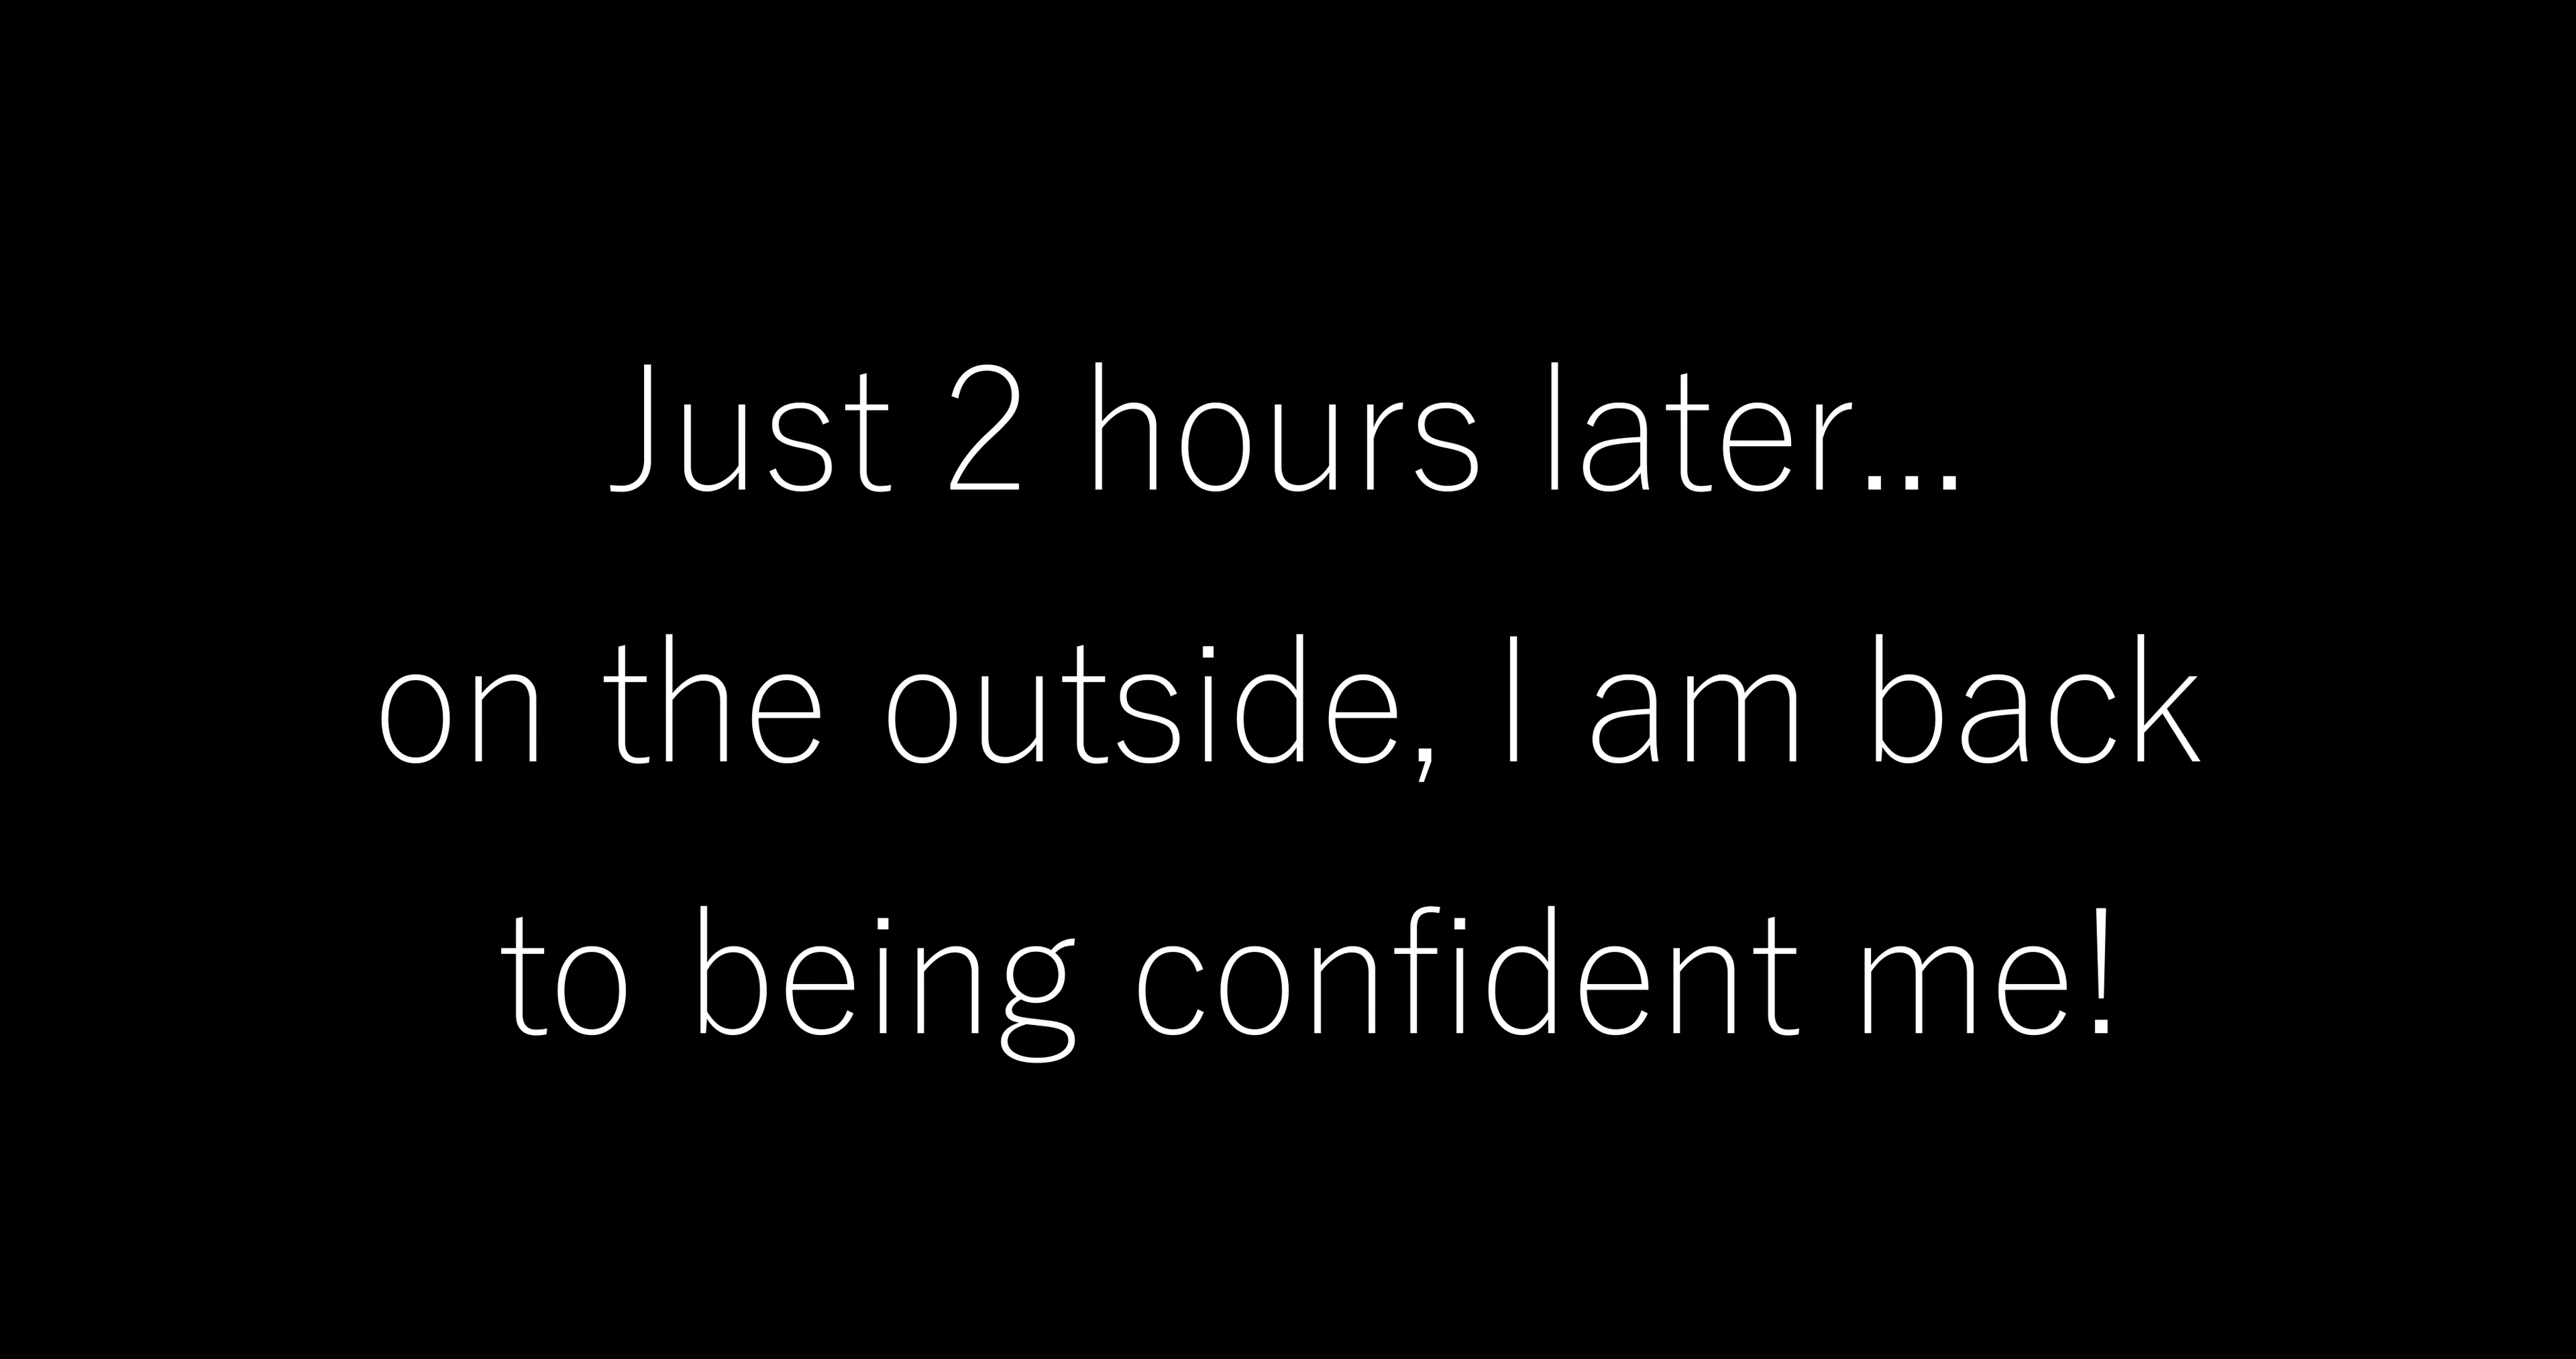 Just 2 hours later...
on the outside, I am back
to being confident me!